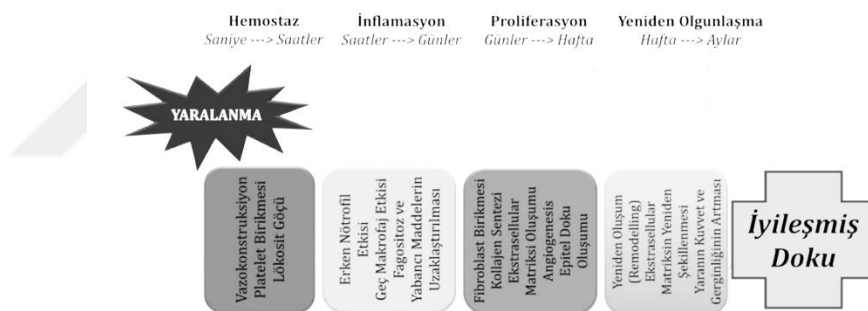 Hemostaz
Saniye ---> Saatler
İnflamasyon
Saatler ---> Günler
Proliferasyon
Günler ---> Hafta
Yeniden Olgunlaşma
Hafta ---> Aylar
YARALANMA
Vazokonstruksiyon
Platelet Birikmesi
Lökosit Göçü
Erken Nötrofil
Etkisi
Geç Makrofaj Etkisi
Fagositoz ve
Yabancı Maddelerin
Uzaklaştırılması
Fibroblast Birikmesi
Kollajen Sentezi
Ekstrasellular
Matriksi Oluşumu
Angiogenesis
Epitel Doku
Oluşumu
Yeniden Oluşum
(Remodelling)
Ekstrasellular
Matriksin Yeniden
Şekillenmesi
Yaranın Kuvvet ve
Gerginliğinin Artması
İyileşmiş
Doku